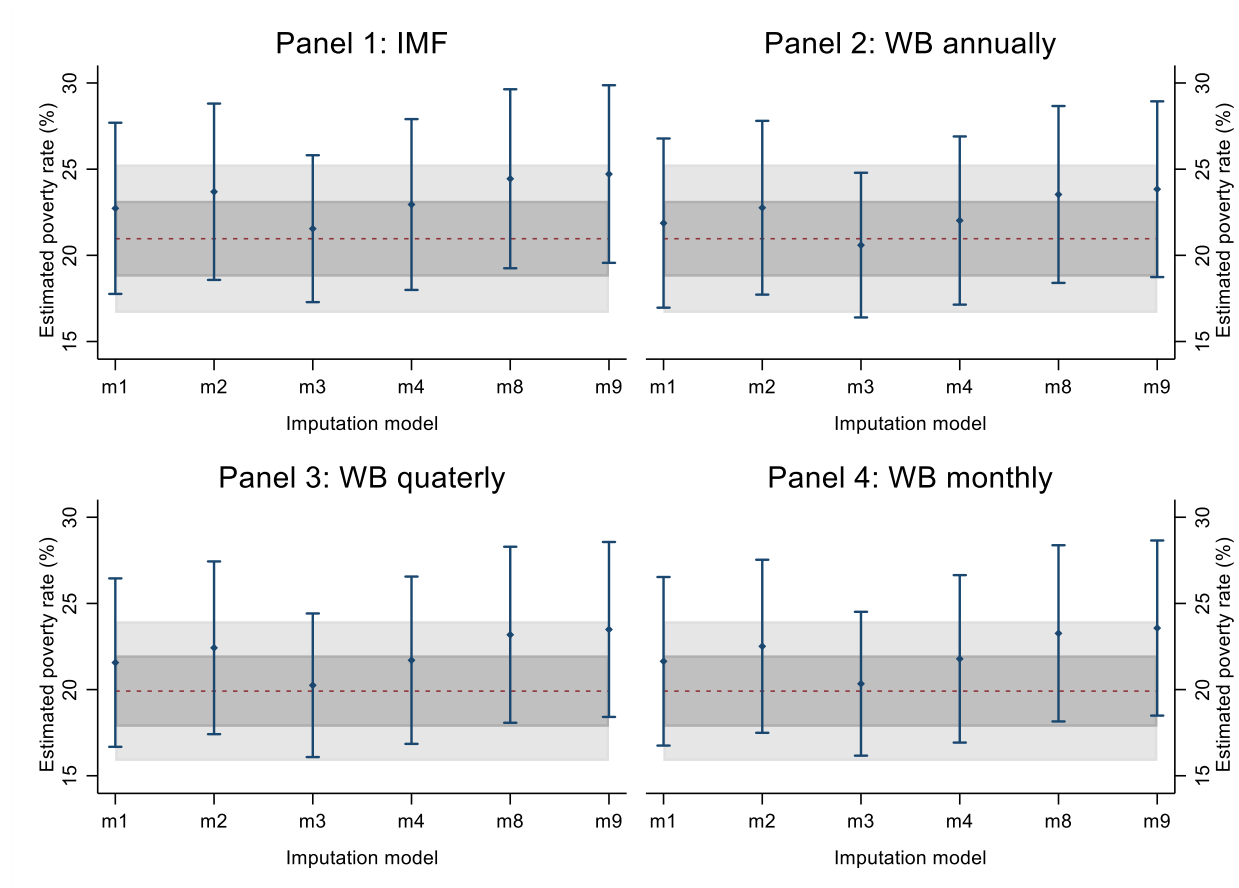 Panel 1: IMF
Estimated poverty rate (%)
30
25
20
15
m1 m2 m3 m4 m8 m9
Imputation model
Panel 2: WB annually
30
25
20
15
Estimated poverty rate (%)
m1 m2 m3 m4 m8 m9
Imputation model
Panel 3: WB quaterly
Estimated poverty rate (%)
30
25
20
15
m1 m2 m3 m4 m8 m9
Imputation model
Panel 4: WB monthly
30
25
20
15
Estimated poverty rate (%)
m1 m2 m3 m4 m8 m9
Imputation model